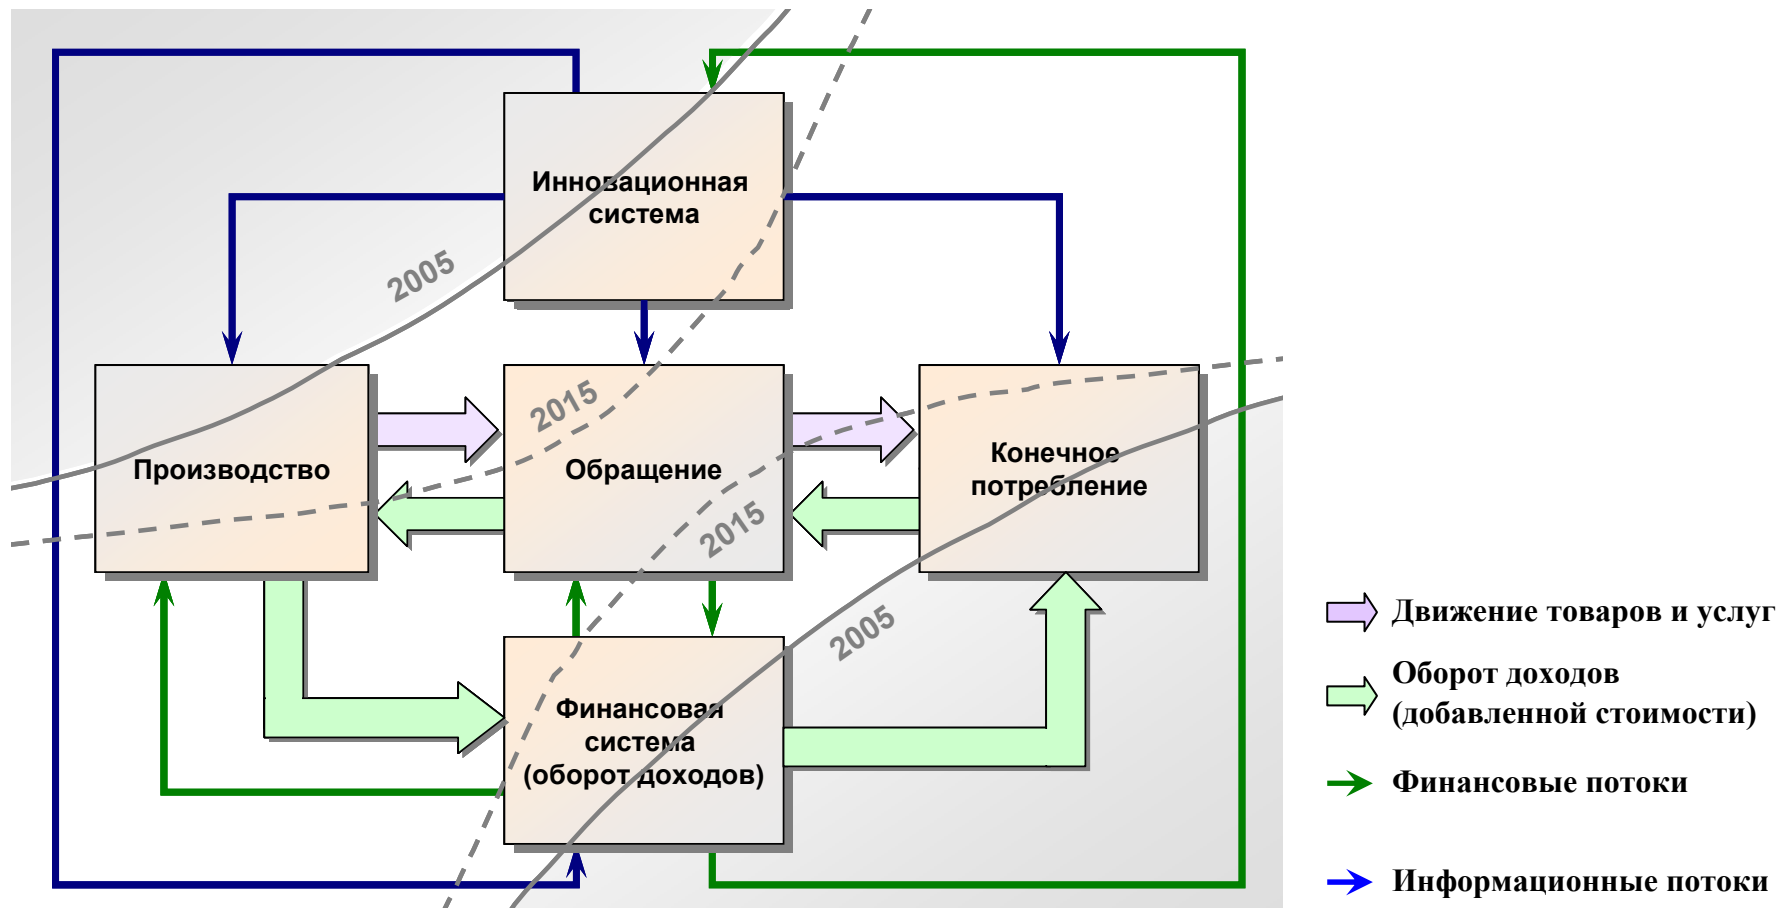 Инновационная
система
2005
2015
Производство
Обращение
Конечное
потребление
2015
2005
Финансовая
система
(оборот доходов)
Движение товаров и услуг
Оборот доходов
(добавленной стоимости)
Финансовые потоки
Информационные потоки